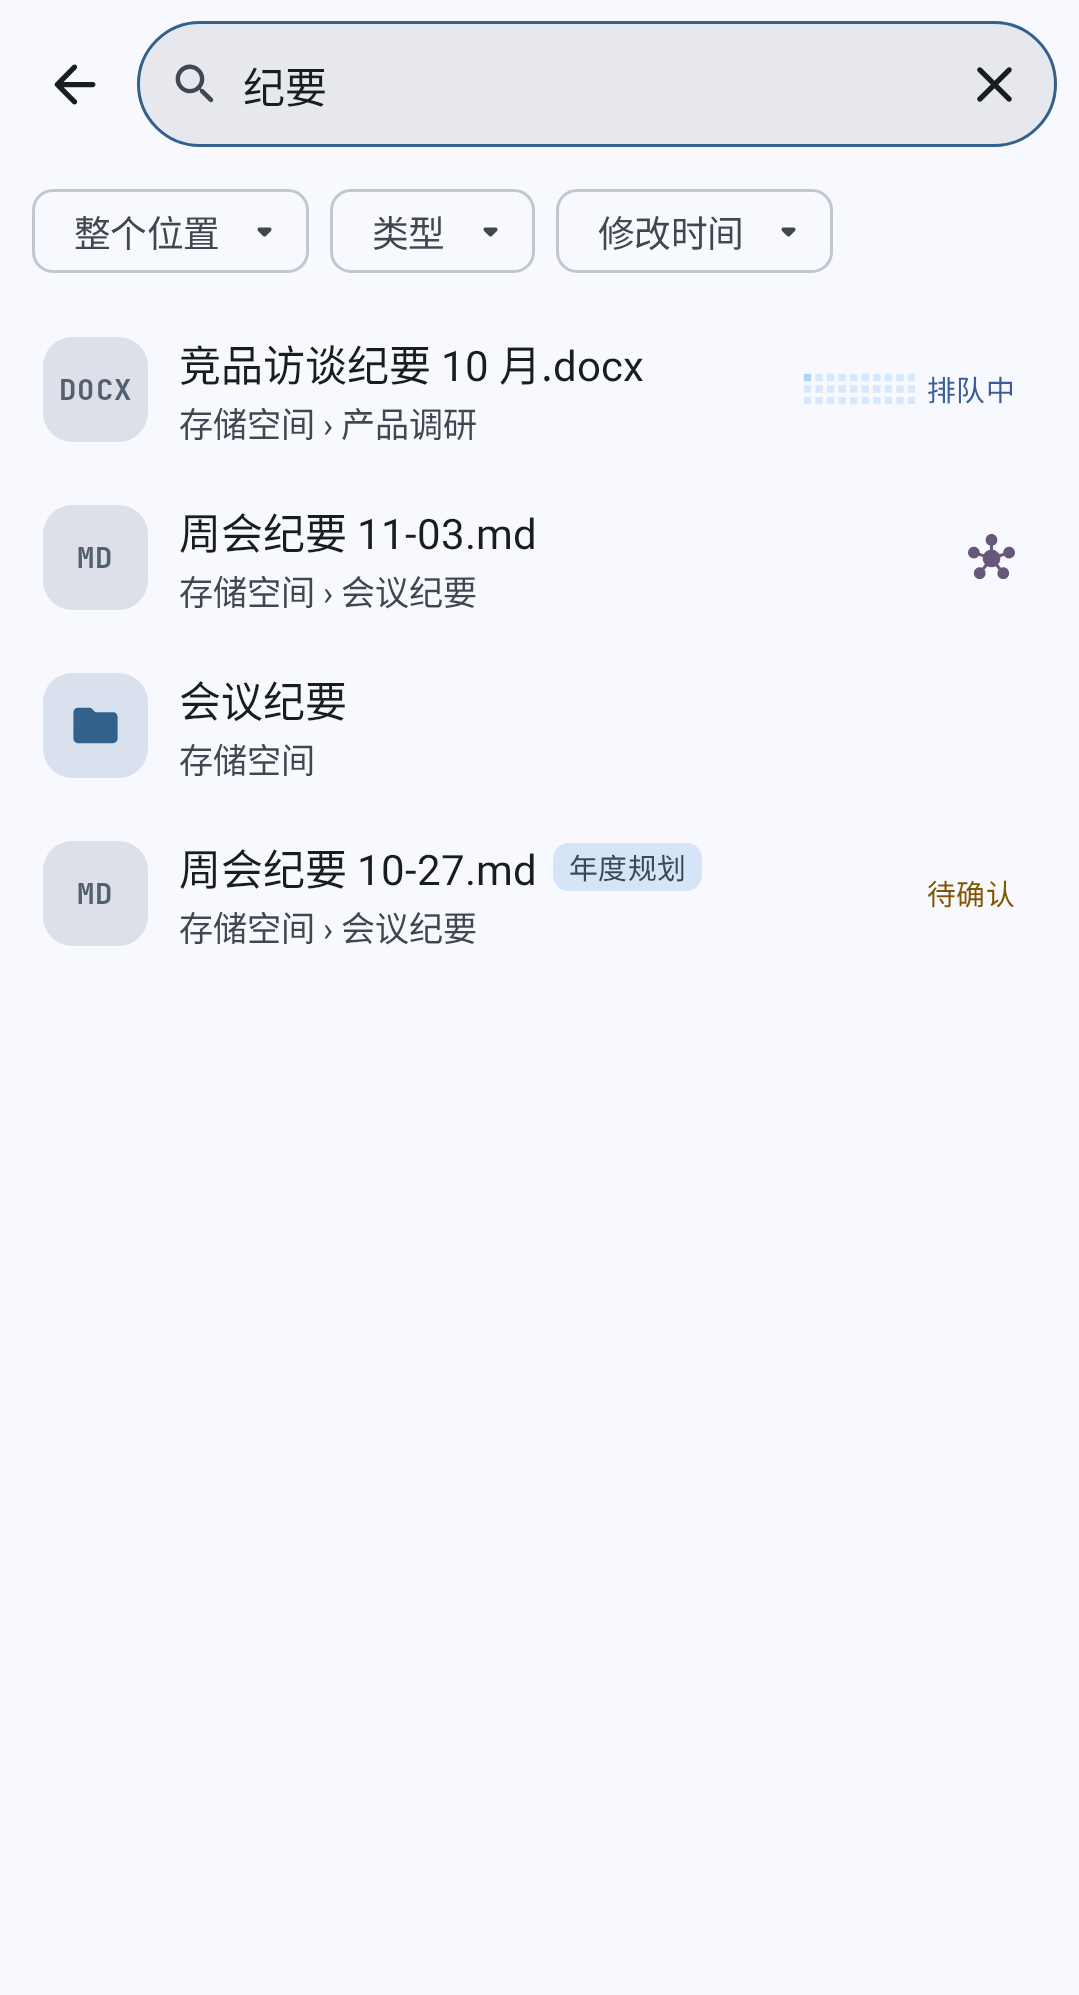 纪要
整个位置 类型 修改时间
DOCX 竞品访谈纪要 10 月.docx 排队中
存储空间 › 产品调研
MD 周会纪要 11-03.md
存储空间 › 会议纪要
会议纪要
存储空间
MD 周会纪要 10-27.md 年度规划 待确认
存储空间 › 会议纪要